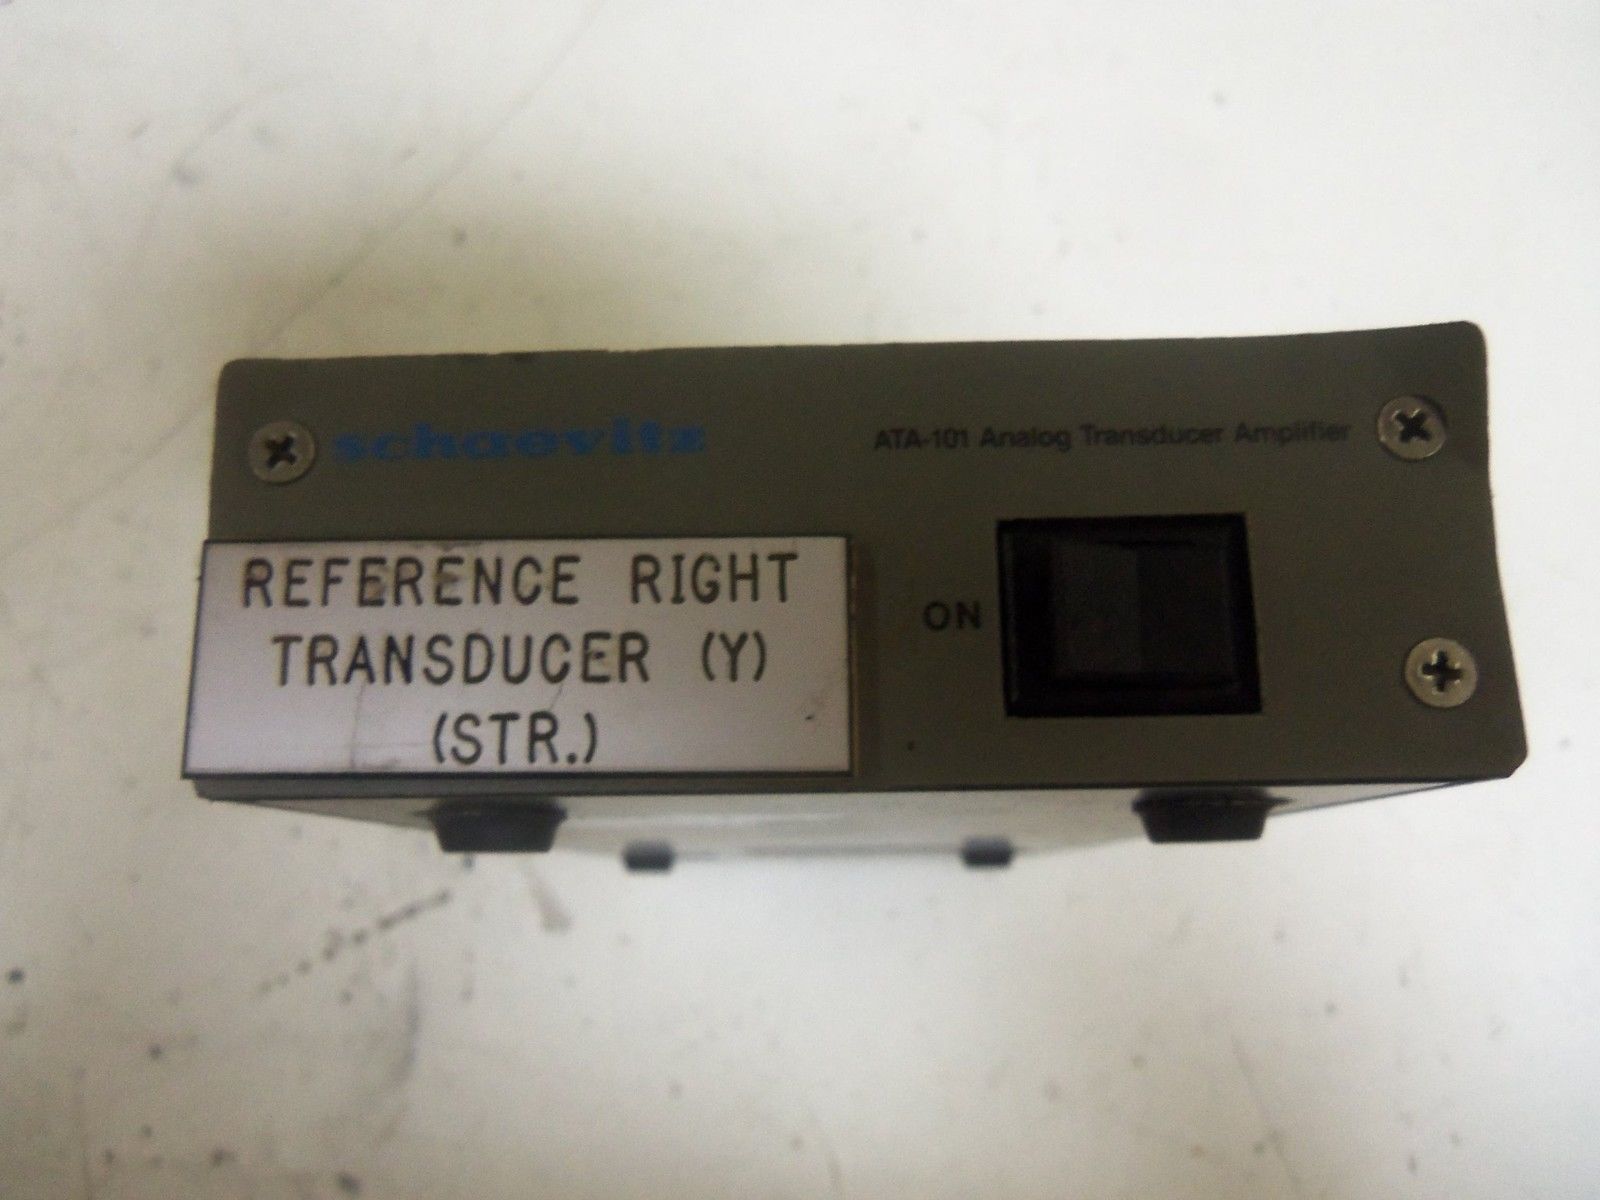 schaevitz
ATA-101 Analog Transducer Amplifier
REFERENCE RIGHT
TRANSDUCER (Y)
(STR.)
ON